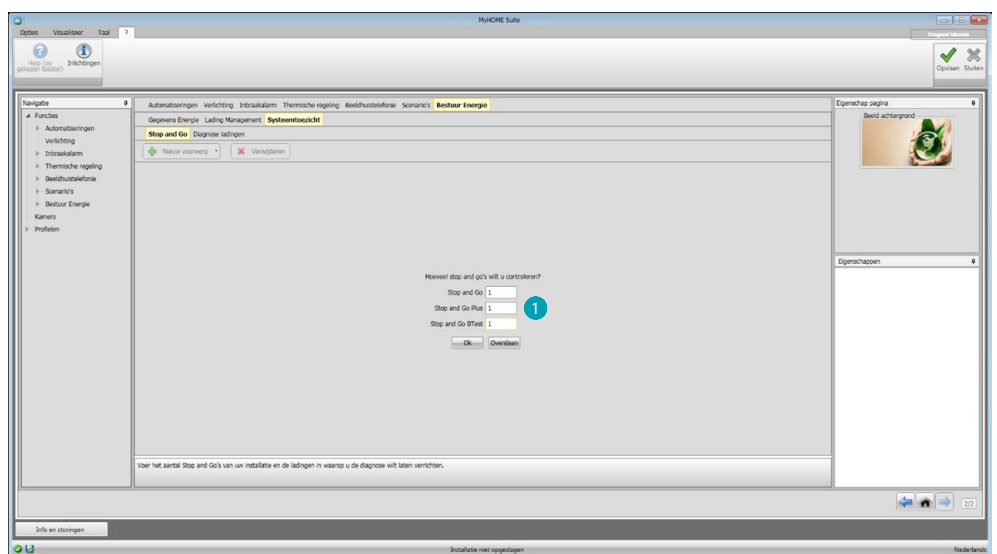 MyHOME Suite
Opties Visualiseer Taal ?
Help (op gekozen toestel)
Inlichtingen
Opslaan Sluiten
Navigatie
Functies
Automatiseringen
Verlichting
Inbraakalarm
Thermische regeling
Beeldhuistelefonie
Scenario's
Bestuur Energie
Kamers
Profielen
Automatiseringen Verlichting Inbraakalarm Thermische regeling Beeldhuistelefonie Scenario's Bestuur Energie
Gegevens Energie Lading Management Systeemtoezicht
Stop and Go Diagnose ladingen
Nieuw voorwerp Verwijderen
Hoeveel stop and go's wilt u controleren?
Stop and Go 1
Stop and Go Plus 1
1
Stop and Go BTest 1
Ok Overslaan
Voer het aantal Stop and Go's van uw installatie en de ladingen in waarop u de diagnose wilt laten verrichten.
Eigenschap pagina
Beeld achtergrond
Eigenschappen
2/2
Info en storingen
Installatie niet opgeslagen
Nederlands